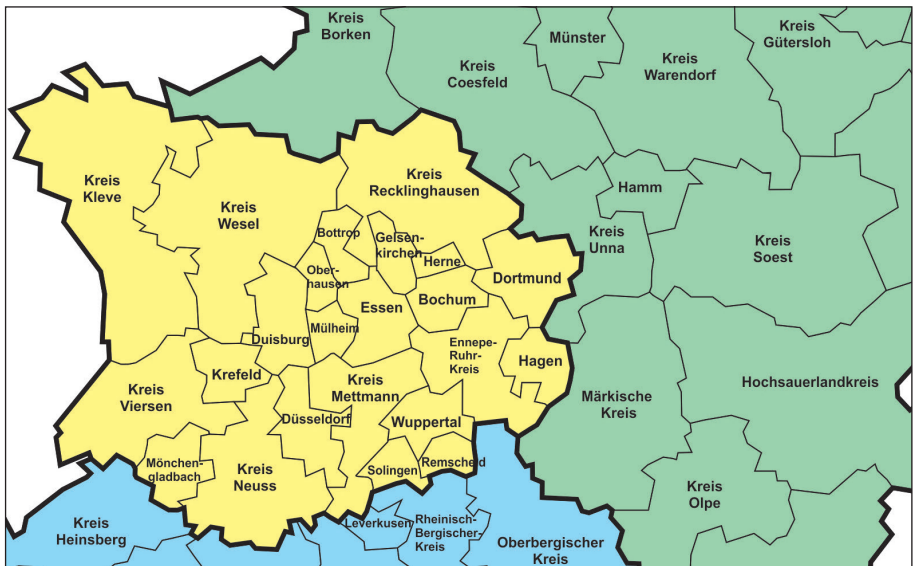 Kreis
Borken
Münster
Kreis
Gütersloh
Kreis
Coesfeld
Kreis
Warendorf
Kreis
Kleve
Kreis
Recklinghausen
Hamm
Kreis
Wesel
Bottrop
Gelsen-
kirchen
Herne
Kreis
Unna
Kreis
Soest
Ober-
hausen
Dortmund
Essen
Bochum
Duisburg
Mülheim
Ennepe-
Ruhr-
Kreis
Hagen
Krefeld
Kreis
Mettmann
Kreis
Viersen
Märkische
Kreis
Hochsauerlandkreis
Düsseldorf
Wuppertal
Mönchen-
gladbach
Kreis
Neuss
Solingen
Remscheid
Kreis
Olpe
Kreis
Heinsberg
Leverkusen
Rheinisch-
Bergischer-
Kreis
Oberbergischer
Kreis